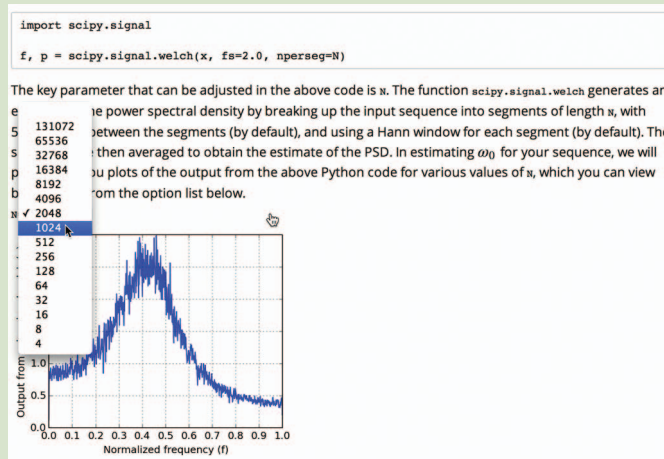 import scipy.signal
f, p = scipy.signal.welch(x, fs=2.0, nperseg=N)
The key parameter that can be adjusted in the above code is N. The function scipy.signal.welch generates
power spectral density by breaking up the input sequence into segments of length N, with
between the segments (by default), and using a Hann window for each segment (by default).
then averaged to obtain the estimate of the PSD. In estimating ω0 for your sequence, we will
plots of the output from the above Python code for various values of N, which you can view
from the option list below.
N
131072
65536
32768
16384
8192
4096
✓ 2048
1024
512
256
128
64
32
16
8
4
1.0
0.5
0.0
Output from
0.0 0.1 0.2 0.3 0.4 0.5 0.6 0.7 0.8 0.9 1.0
Normalized frequency (f)